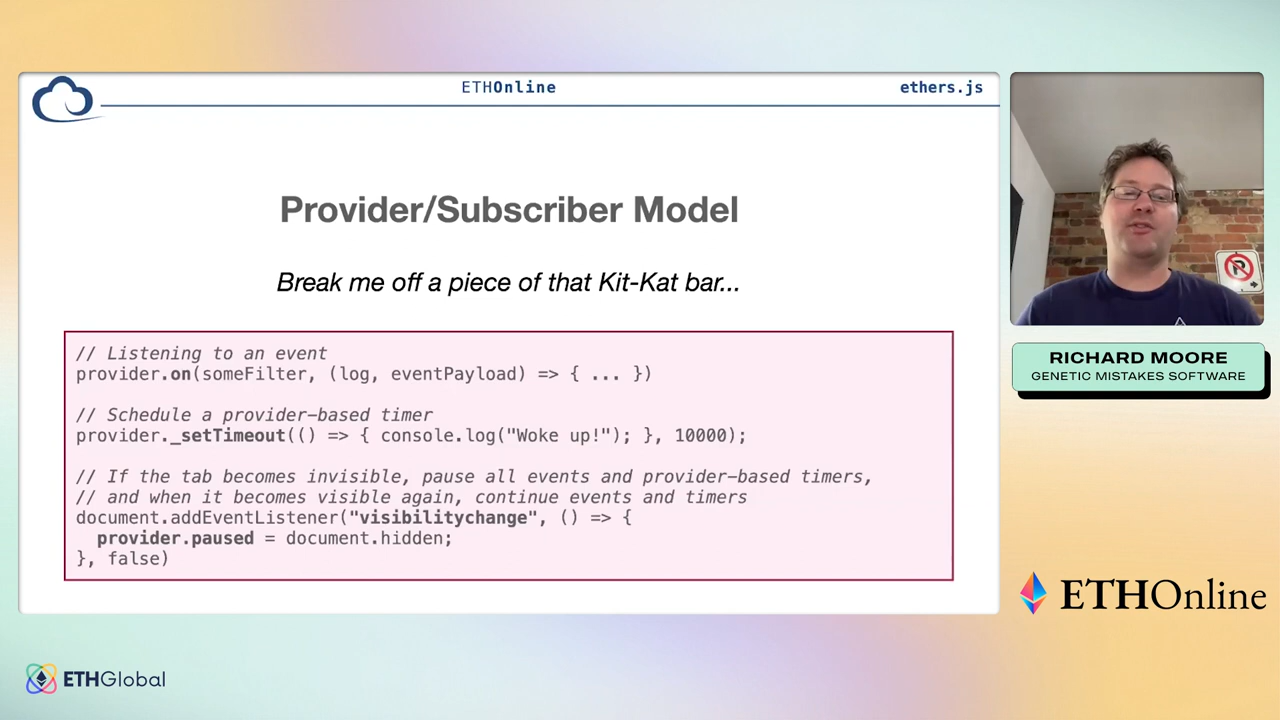 ETHOnline
ethers.js
Provider/Subscriber Model
Break me off a piece of that Kit-Kat bar...
// Listening to an event
provider.on(someFilter, (log, eventPayload) => { ... })
// Schedule a provider-based timer
provider._setTimeout(() => { console.log("Woke up!"); }, 10000);
// If the tab becomes invisible, pause all events and provider-based timers,
// and when it becomes visible again, continue events and timers
document.addEventListener("visibilitychange", () => {
  provider.paused = document.hidden;
}, false)
P
RICHARD MOORE
GENETIC MISTAKES SOFTWARE
ETHOnline
ETHGlobal